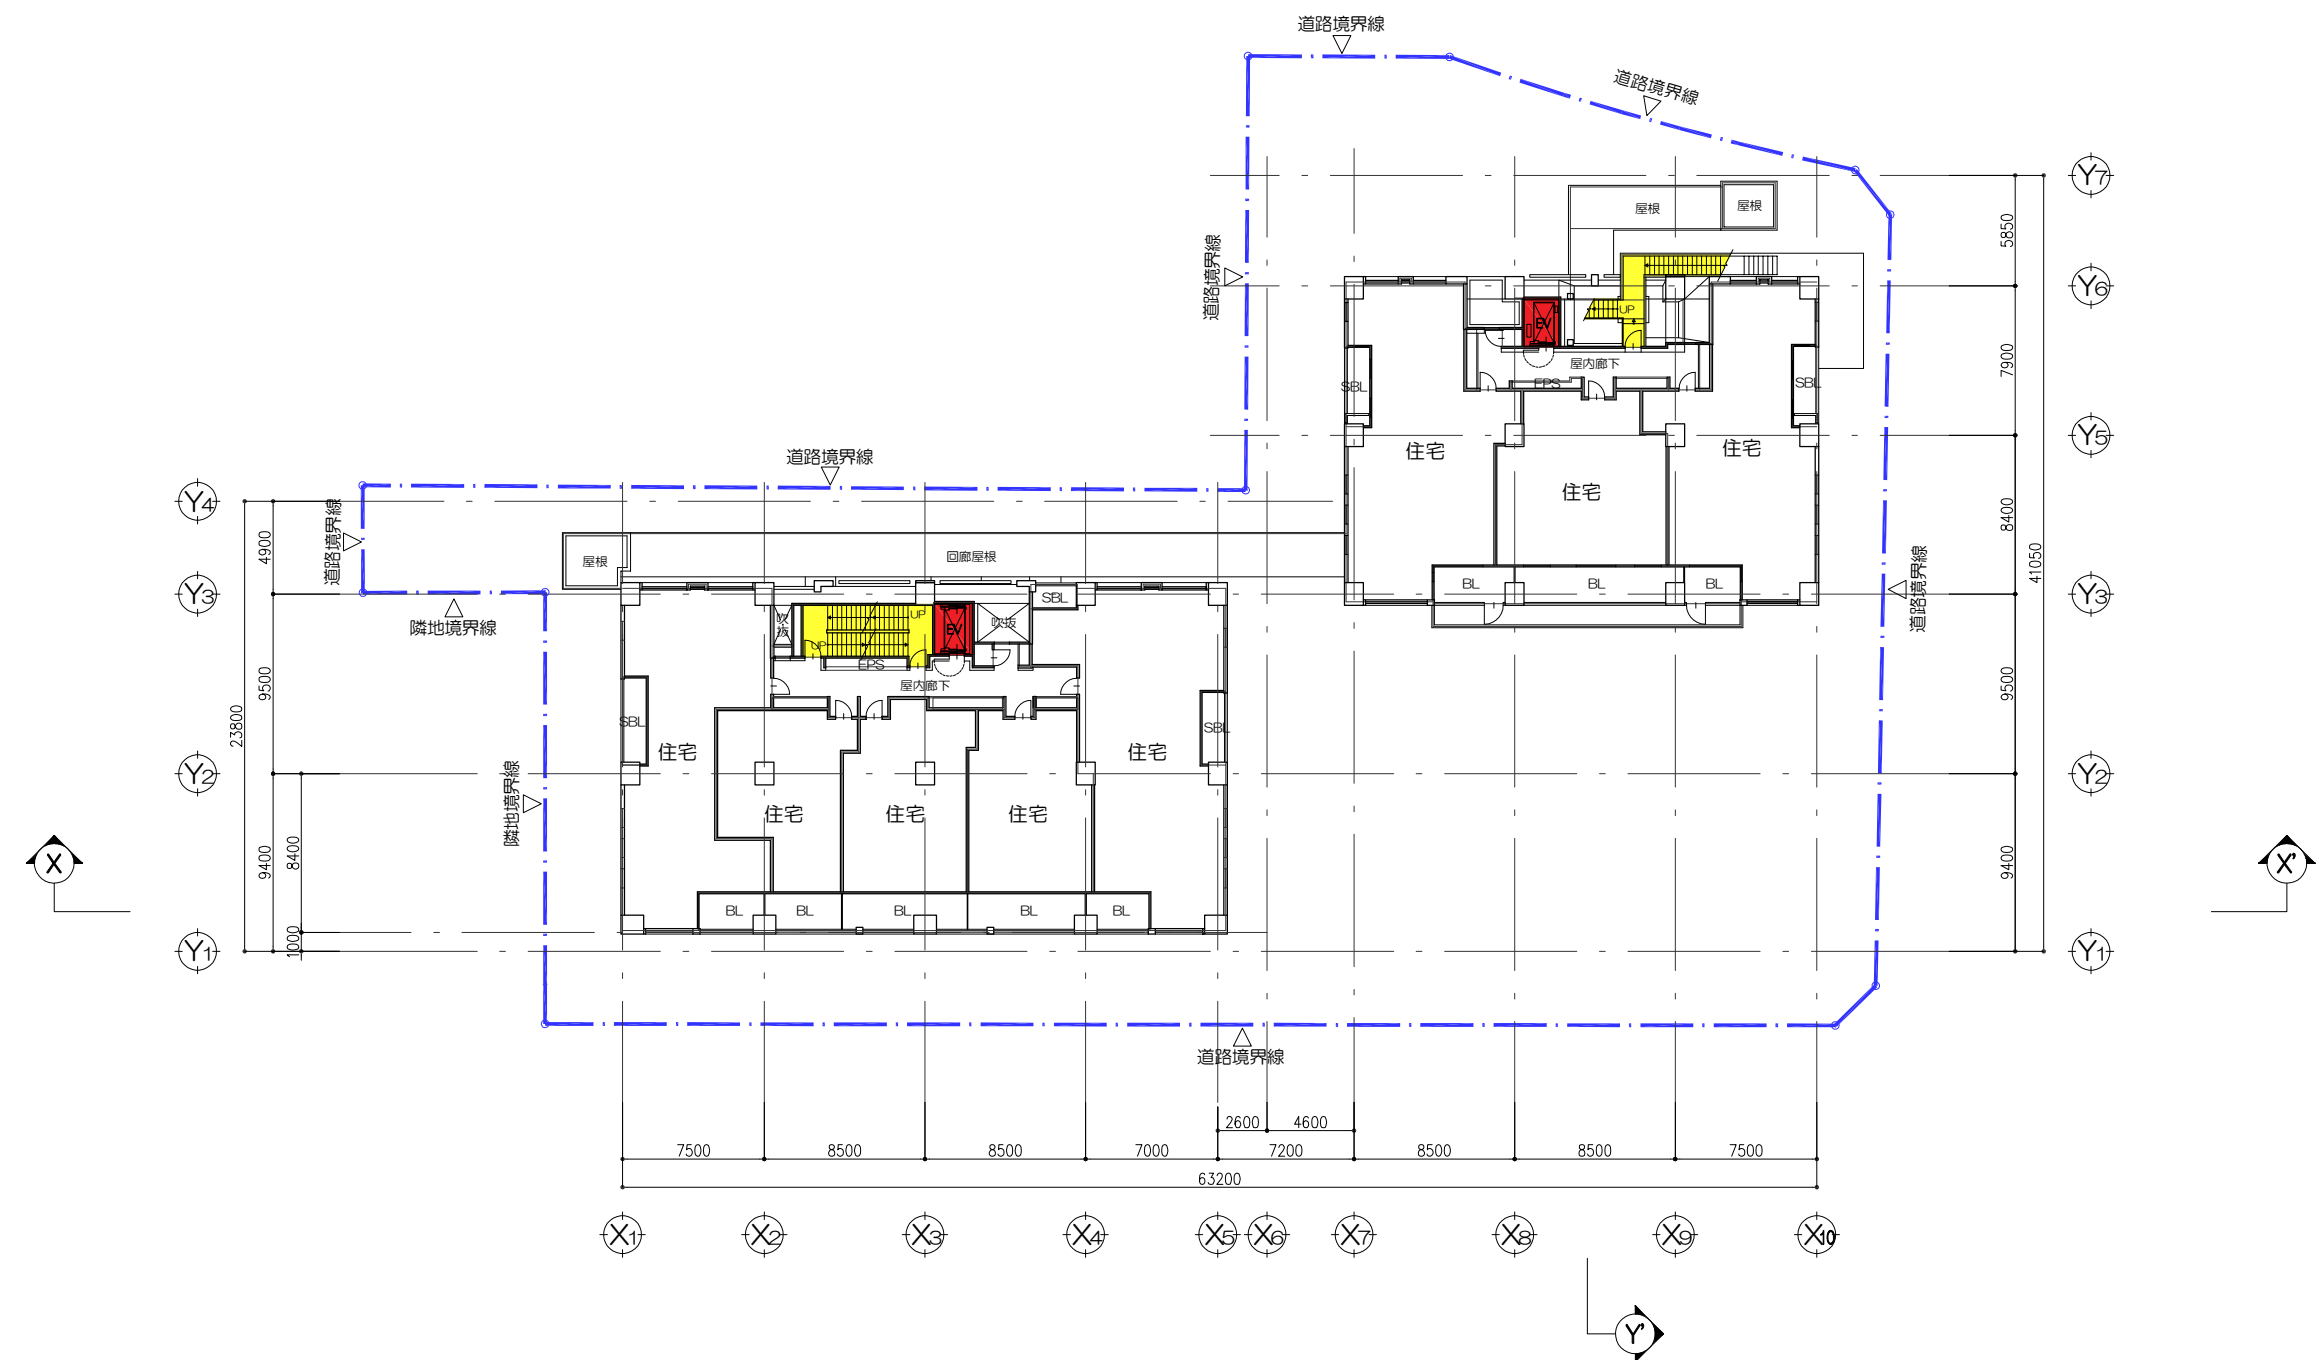 道路境界線
道路境界線
Y7
屋根
屋根
5850
道路境界線
Y6
EV
UP
屋内廊下
7900
SBL
EPS
SBL
住宅
住宅
Y5
道路境界線
住宅
Y4
道路境界線
4900
8400
41050
回廊屋根
屋根
BL
BL
BL
道路境界線
Y3
Y3
隣地境界線
SBL
吹抜
UP
UP
EV
吹抜
EPS
屋内廊下
9500
9500
23800
SBL
SBL
住宅
住宅
Y2
Y2
隣地境界線
住宅
住宅
住宅
X
X'
9400
8400
9400
BL
BL
BL
BL
BL
1000
Y1
Y1
道路境界線
2600
4600
7500
8500
8500
7000
7200
8500
8500
7500
63200
X1
X2
X3
X4
X5
X6
X7
X8
X9
X10
Y'